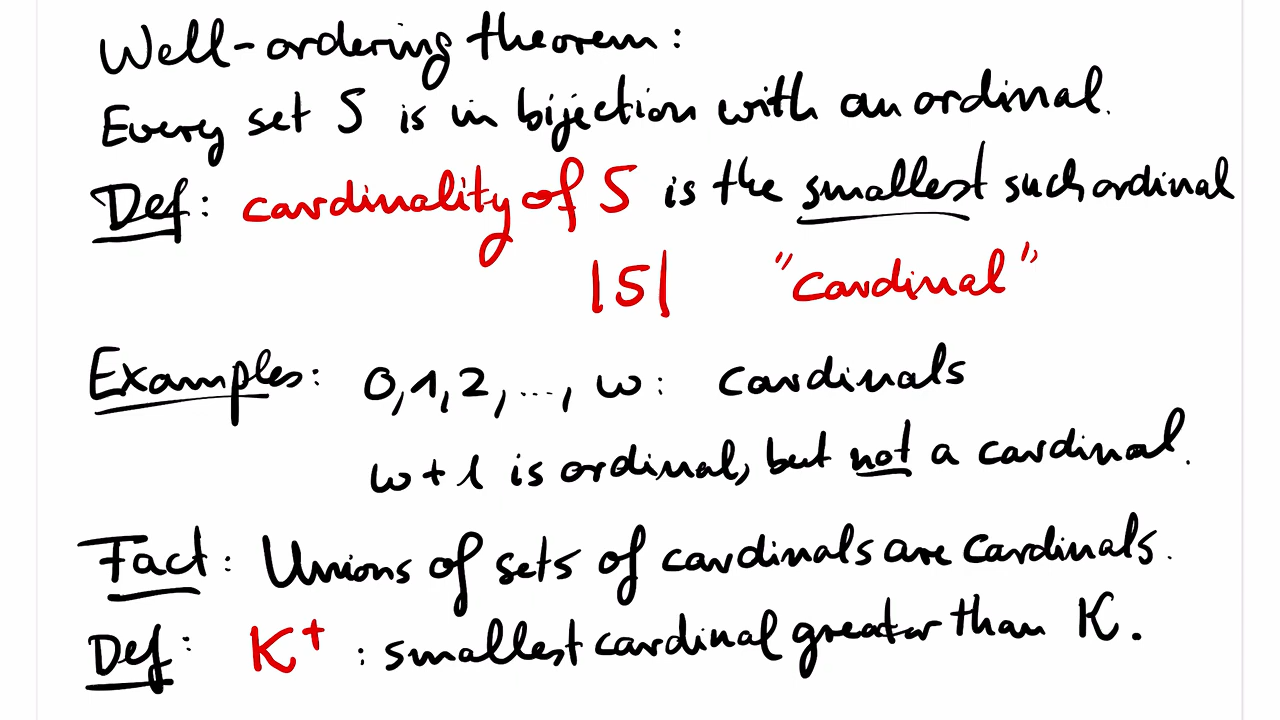 Well-ordering theorem:
Every set S is in bijection with an ordinal.
Def: cardinality of S is the smallest such ordinal
|S| "cardinal"
Examples: 0,1,2,..., ω: cardinals
ω+1 is ordinal, but not a cardinal.
Fact: Unions of sets of cardinals are cardinals.
Def: K⁺ : smallest cardinal greater than K.